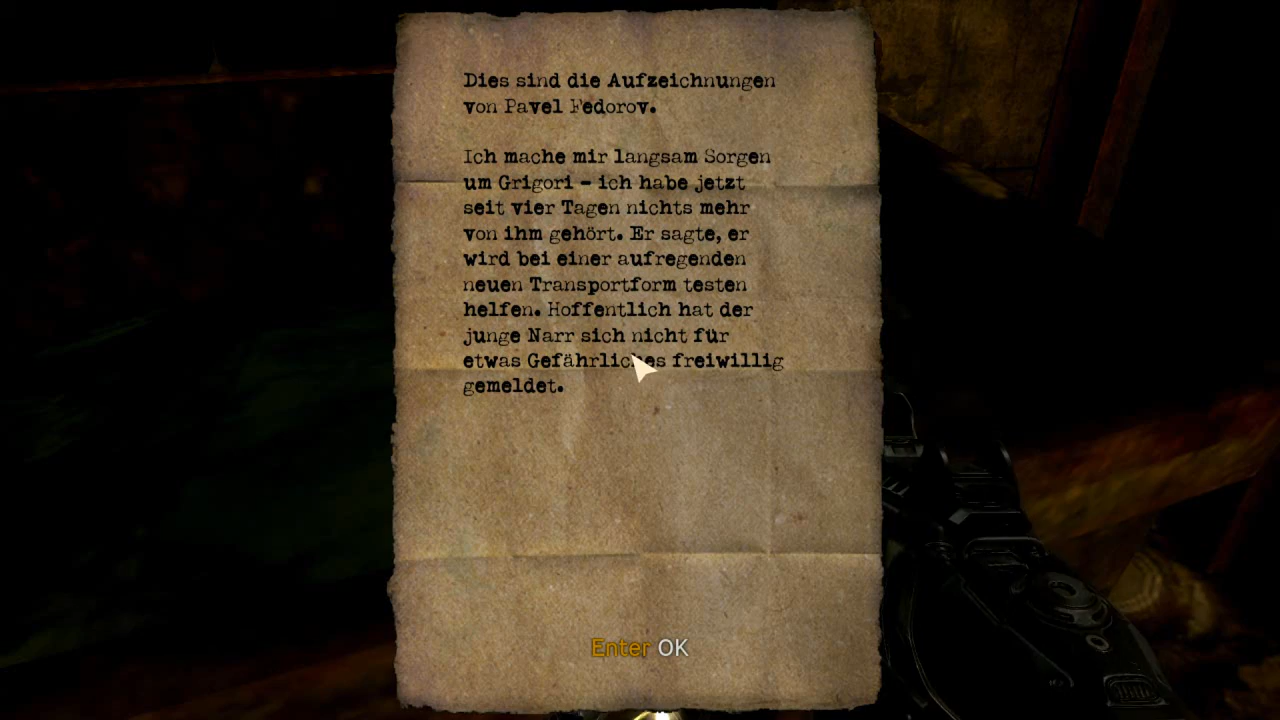 Dies sind die Aufzeichnungen
von Pavel Fedorov.
Ich mache mir langsam Sorgen
um Grigori – ich habe jetzt
seit vier Tagen nichts mehr
von ihm gehört. Er sagte, er
wird bei einer aufregenden
neuen Transportform testen
helfen. Hoffentlich hat der
junge Narr sich nicht für
etwas Gefährliches freiwillig
gemeldet.
Enter OK